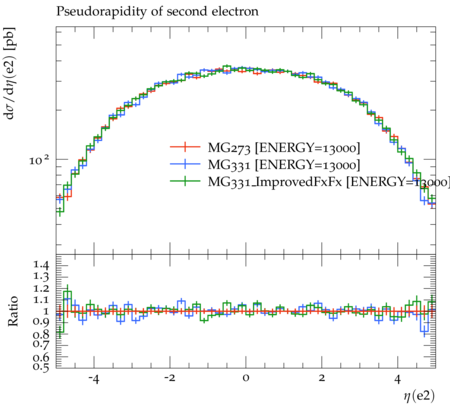 Pseudorapidity of second electron
dσ/dη(e2) [pb]
10²
MG273 [ENERGY=13000]
MG331 [ENERGY=13000]
MG331_ImprovedFxFx [ENERGY=13000]
Ratio
1.4
1.3
1.2
1.1
1
0.9
0.8
0.7
0.6
0.5
-4 -2 0 2 4
η(e2)